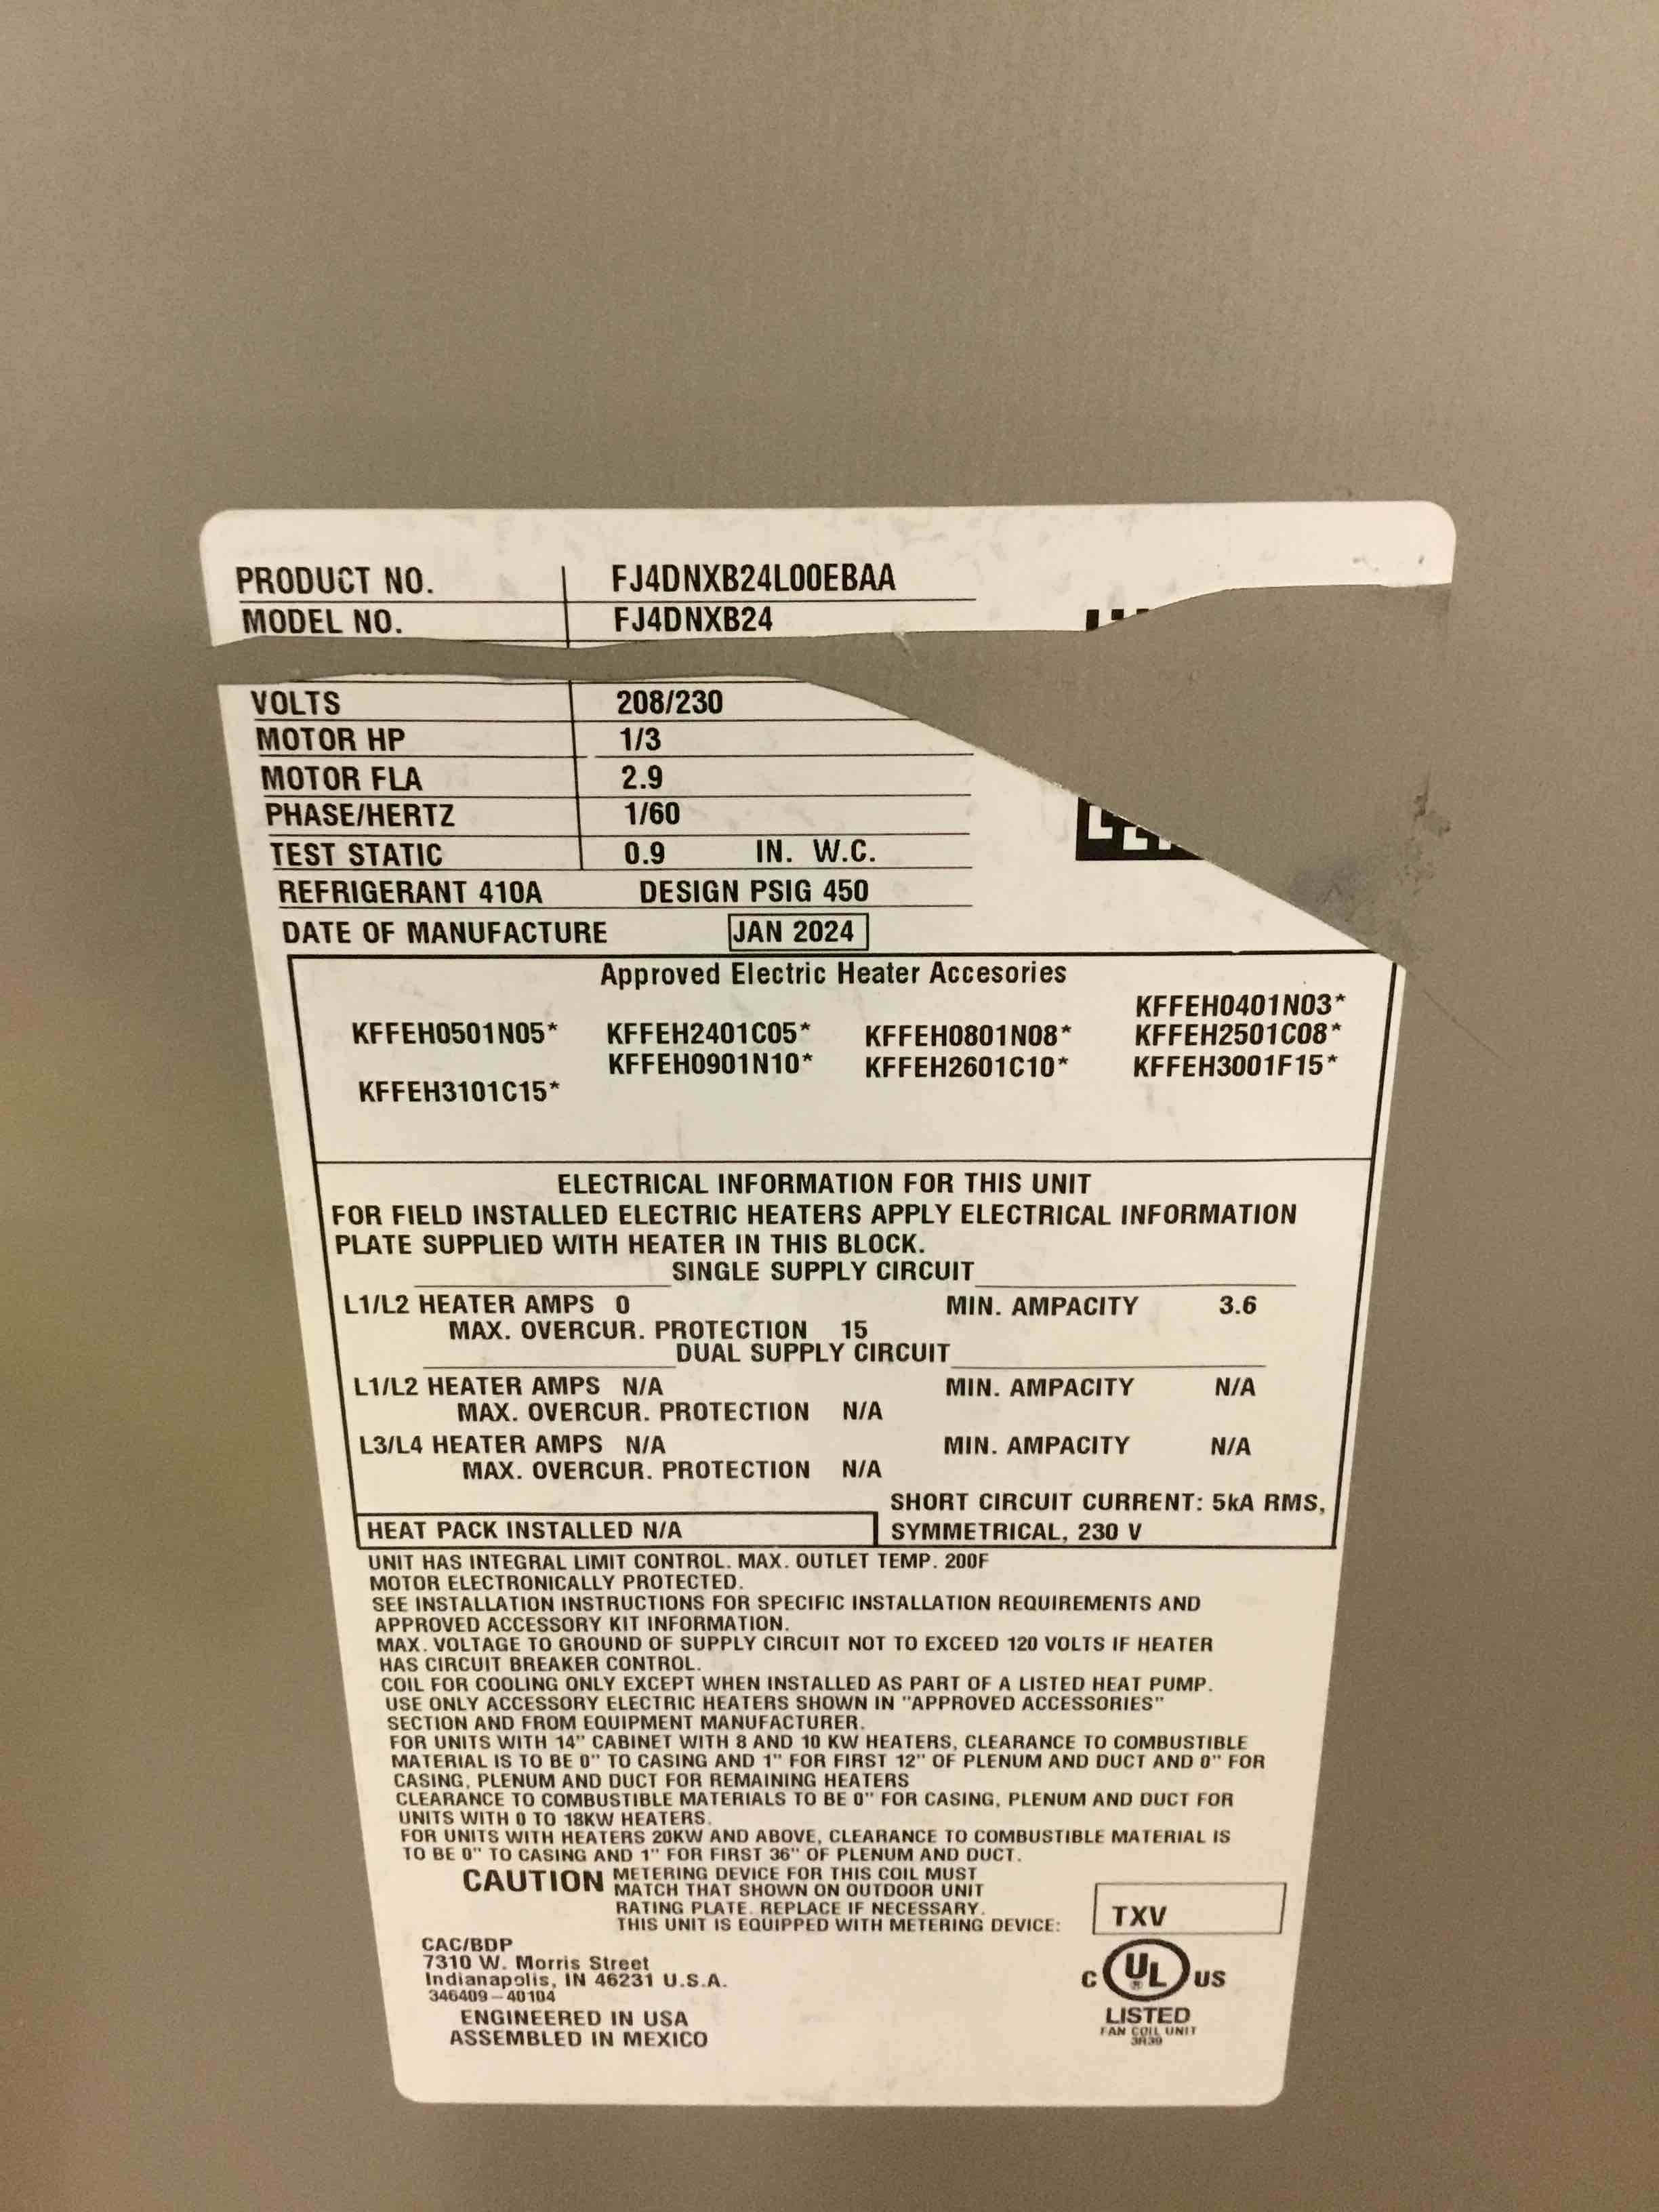 PRODUCT NO. FJ4DNXB24L00EBAA
MODEL NO. FJ4DNXB24
VOLTS 208/230
MOTOR HP 1/3
MOTOR FLA 2.9
PHASE/HERTZ 1/60
TEST STATIC 0.9 IN. W.C.
REFRIGERANT 410A DESIGN PSIG 450
DATE OF MANUFACTURE JAN 2024
Approved Electric Heater Accesories
KFFEH0401N03*
KFFEH0501N05* KFFEH2401C05* KFFEH0801N08* KFFEH2501C08*
KFFEH0901N10* KFFEH2601C10* KFFEH3001F15*
KFFEH3101C15*
ELECTRICAL INFORMATION FOR THIS UNIT
FOR FIELD INSTALLED ELECTRIC HEATERS APPLY ELECTRICAL INFORMATION
PLATE SUPPLIED WITH HEATER IN THIS BLOCK.
SINGLE SUPPLY CIRCUIT
L1/L2 HEATER AMPS 0 MIN. AMPACITY 3.6
MAX. OVERCUR. PROTECTION 15
DUAL SUPPLY CIRCUIT
L1/L2 HEATER AMPS N/A MIN. AMPACITY N/A
MAX. OVERCUR. PROTECTION N/A
L3/L4 HEATER AMPS N/A MIN. AMPACITY N/A
MAX. OVERCUR. PROTECTION N/A
SHORT CIRCUIT CURRENT: 5kA RMS,
HEAT PACK INSTALLED N/A SYMMETRICAL, 230 V
UNIT HAS INTEGRAL LIMIT CONTROL. MAX. OUTLET TEMP. 200F
MOTOR ELECTRONICALLY PROTECTED.
SEE INSTALLATION INSTRUCTIONS FOR SPECIFIC INSTALLATION REQUIREMENTS AND
APPROVED ACCESSORY KIT INFORMATION.
MAX. VOLTAGE TO GROUND OF SUPPLY CIRCUIT NOT TO EXCEED 120 VOLTS IF HEATER
HAS CIRCUIT BREAKER CONTROL.
COIL FOR COOLING ONLY EXCEPT WHEN INSTALLED AS PART OF A LISTED HEAT PUMP.
USE ONLY ACCESSORY ELECTRIC HEATERS SHOWN IN "APPROVED ACCESSORIES"
SECTION AND FROM EQUIPMENT MANUFACTURER.
FOR UNITS WITH 14" CABINET WITH 8 AND 10 KW HEATERS, CLEARANCE TO COMBUSTIBLE
MATERIAL IS TO BE 0" TO CASING AND 1" FOR FIRST 12" OF PLENUM AND DUCT AND 0" FOR
CASING, PLENUM AND DUCT FOR REMAINING HEATERS
CLEARANCE TO COMBUSTIBLE MATERIALS TO BE 0" FOR CASING, PLENUM AND DUCT FOR
UNITS WITH 0 TO 18KW HEATERS.
FOR UNITS WITH HEATERS 20KW AND ABOVE, CLEARANCE TO COMBUSTIBLE MATERIAL IS
TO BE 0" TO CASING AND 1" FOR FIRST 36" OF PLENUM AND DUCT.
CAUTION METERING DEVICE FOR THIS COIL MUST
MATCH THAT SHOWN ON OUTDOOR UNIT
RATING PLATE. REPLACE IF NECESSARY.
THIS UNIT IS EQUIPPED WITH METERING DEVICE: TXV
CAC/BDP
7310 W. Morris Street
Indianapolis, IN 46231 U.S.A.
346409-40104
ENGINEERED IN USA
ASSEMBLED IN MEXICO
C UL US
LISTED
FAN COIL UNIT
3R39